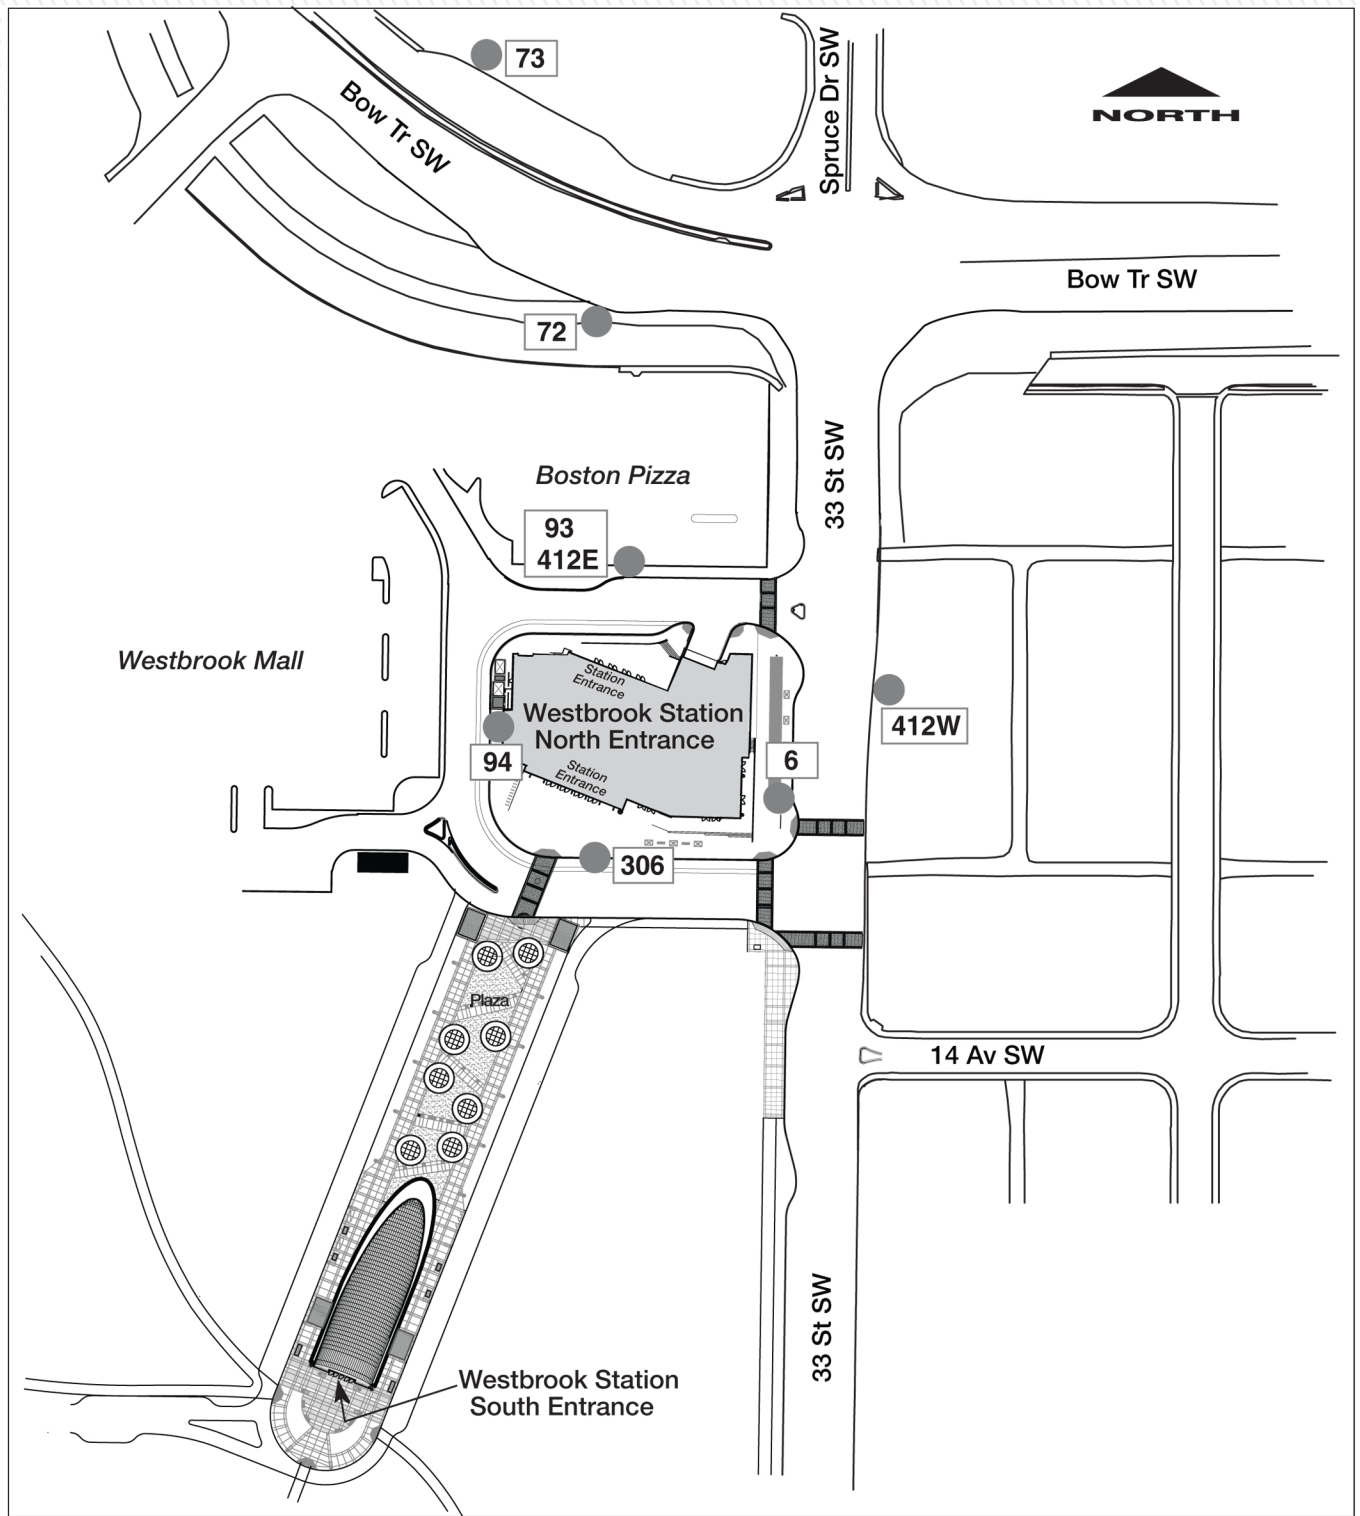 73
Spruce Dr SW
NORTH
Bow Tr SW
Bow Tr SW
72
33 St SW
Boston Pizza
93
412E
Westbrook Mall
Station
Entrance
Westbrook Station
North Entrance
412W
94
6
Station
Entrance
306
Plaza
14 Av SW
33 St SW
Westbrook Station
South Entrance